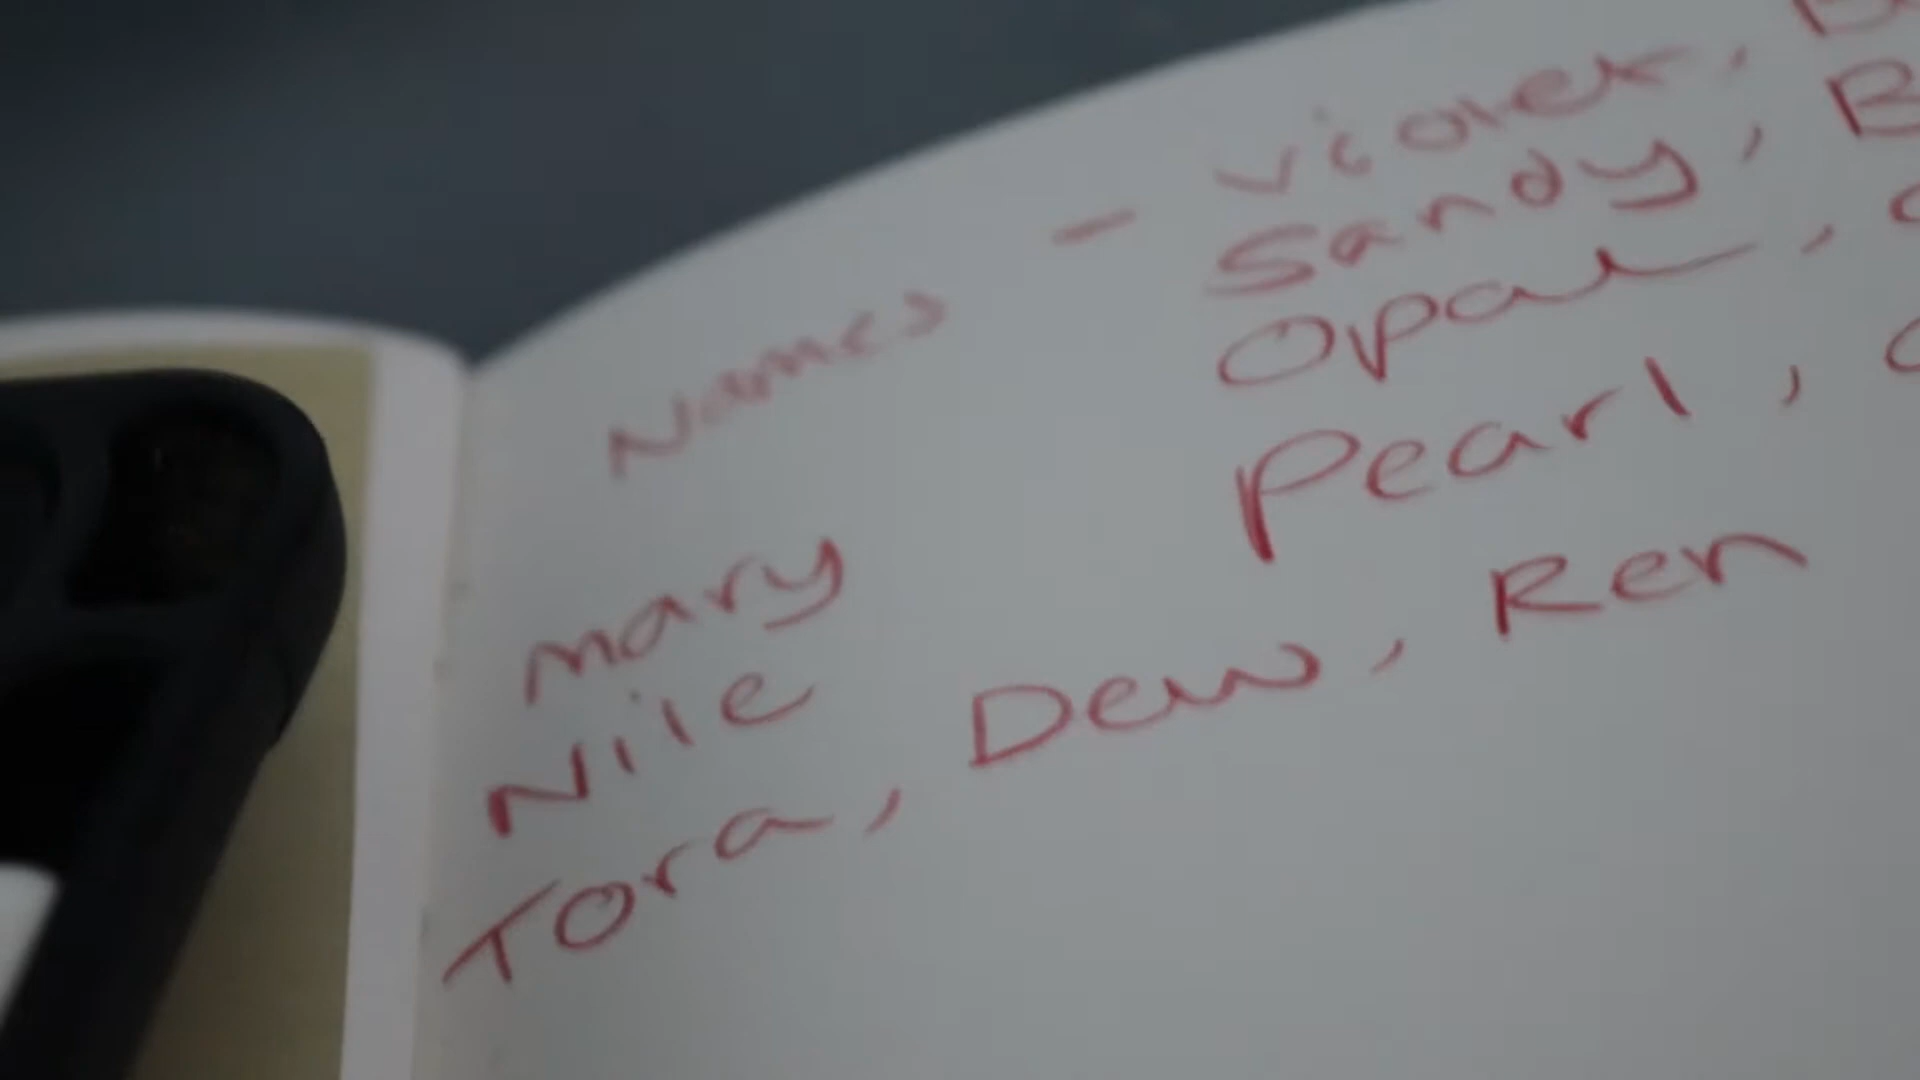 Names - Violet,
Sandy,
Opal,
Pearl,
Mary
Nile
Tora, Dew, Ren